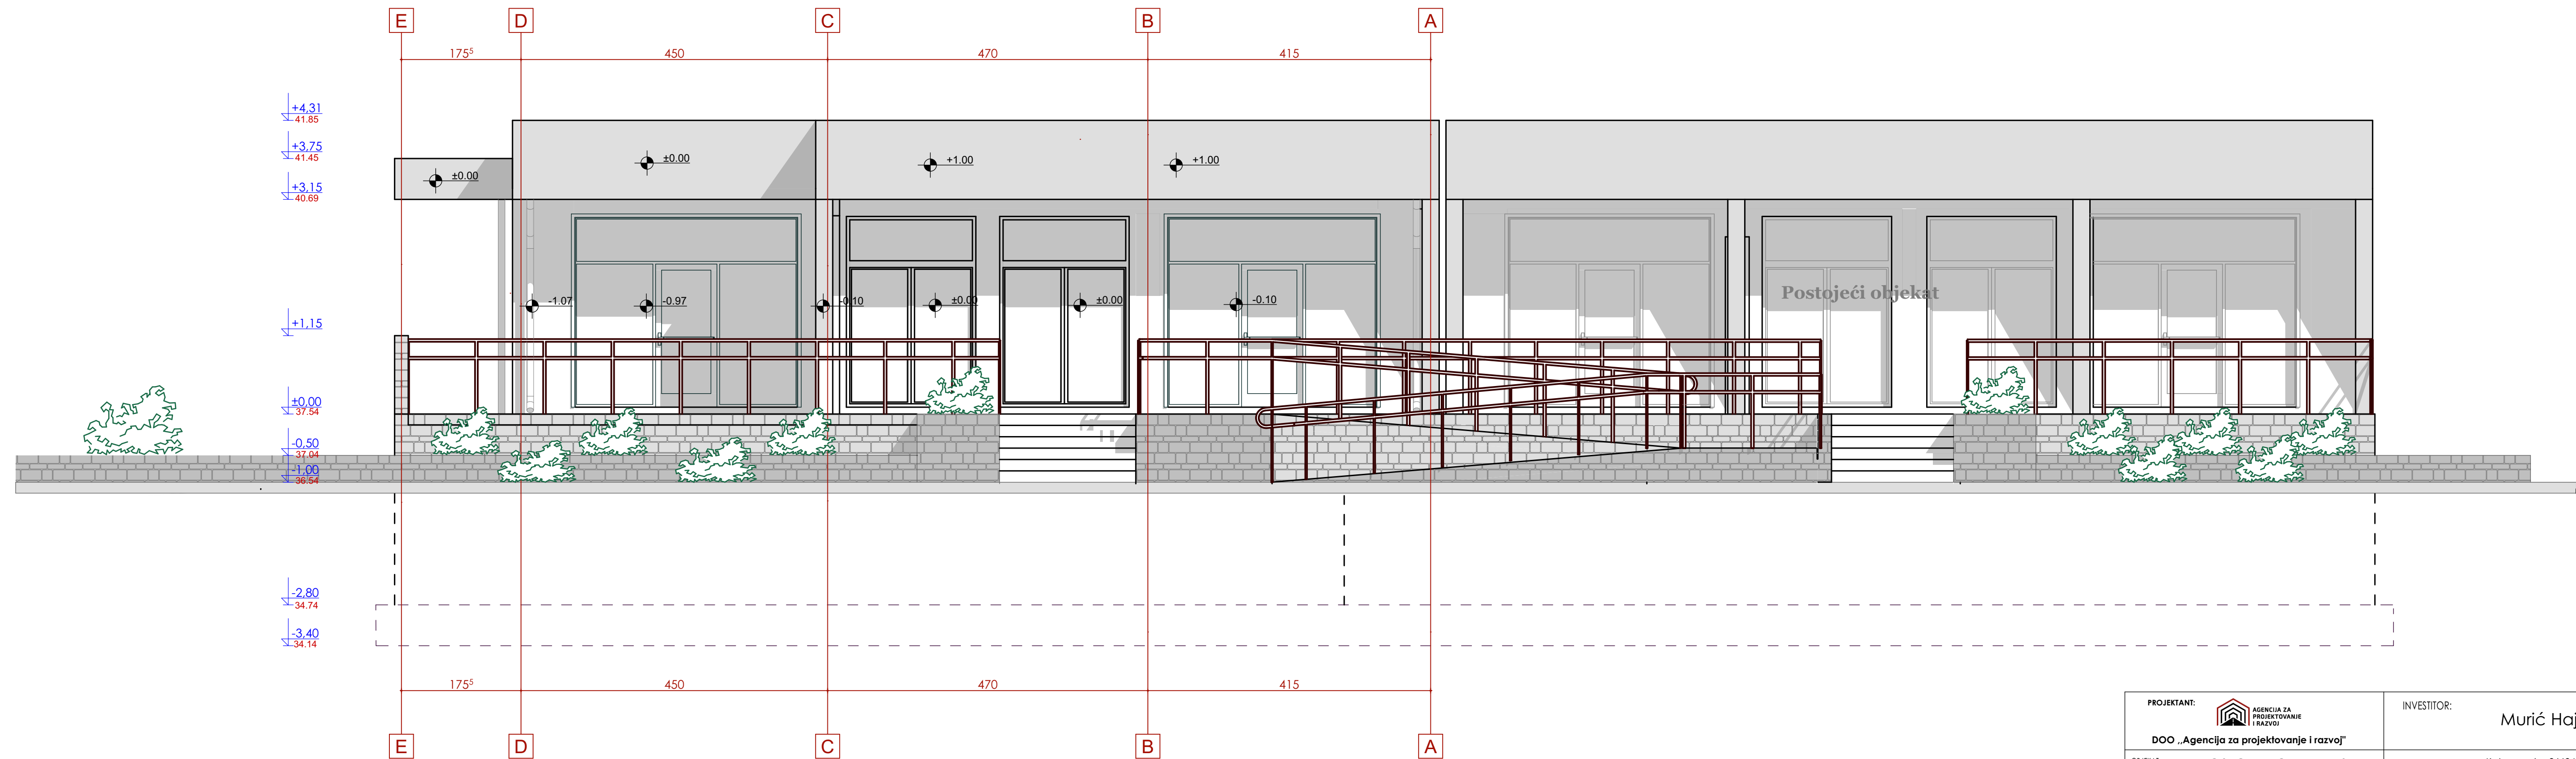 E D C B A
175⁵ 450 470 415
+4,31
41.85
+3,75
41.45
+3,15
40.69
+1,15
±0,00
37.54
-0,50
37.04
-1,00
36.54
-2,80
34.74
-3,40
34.14
±0.00 ±0.00 +1.00 +1.00
-1.07 -0.97 -0.10 ±0.00 ±0.00 -0.10
Postojeći objekat
175⁵ 450 470 415
E D C B A
PROJEKTANT:
AGENCIJA ZA
PROJEKTOVANJE
I RAZVOJ
DOO ,,Agencija za projektovanje i razvoj"
INVESTITOR:
Murić Haj